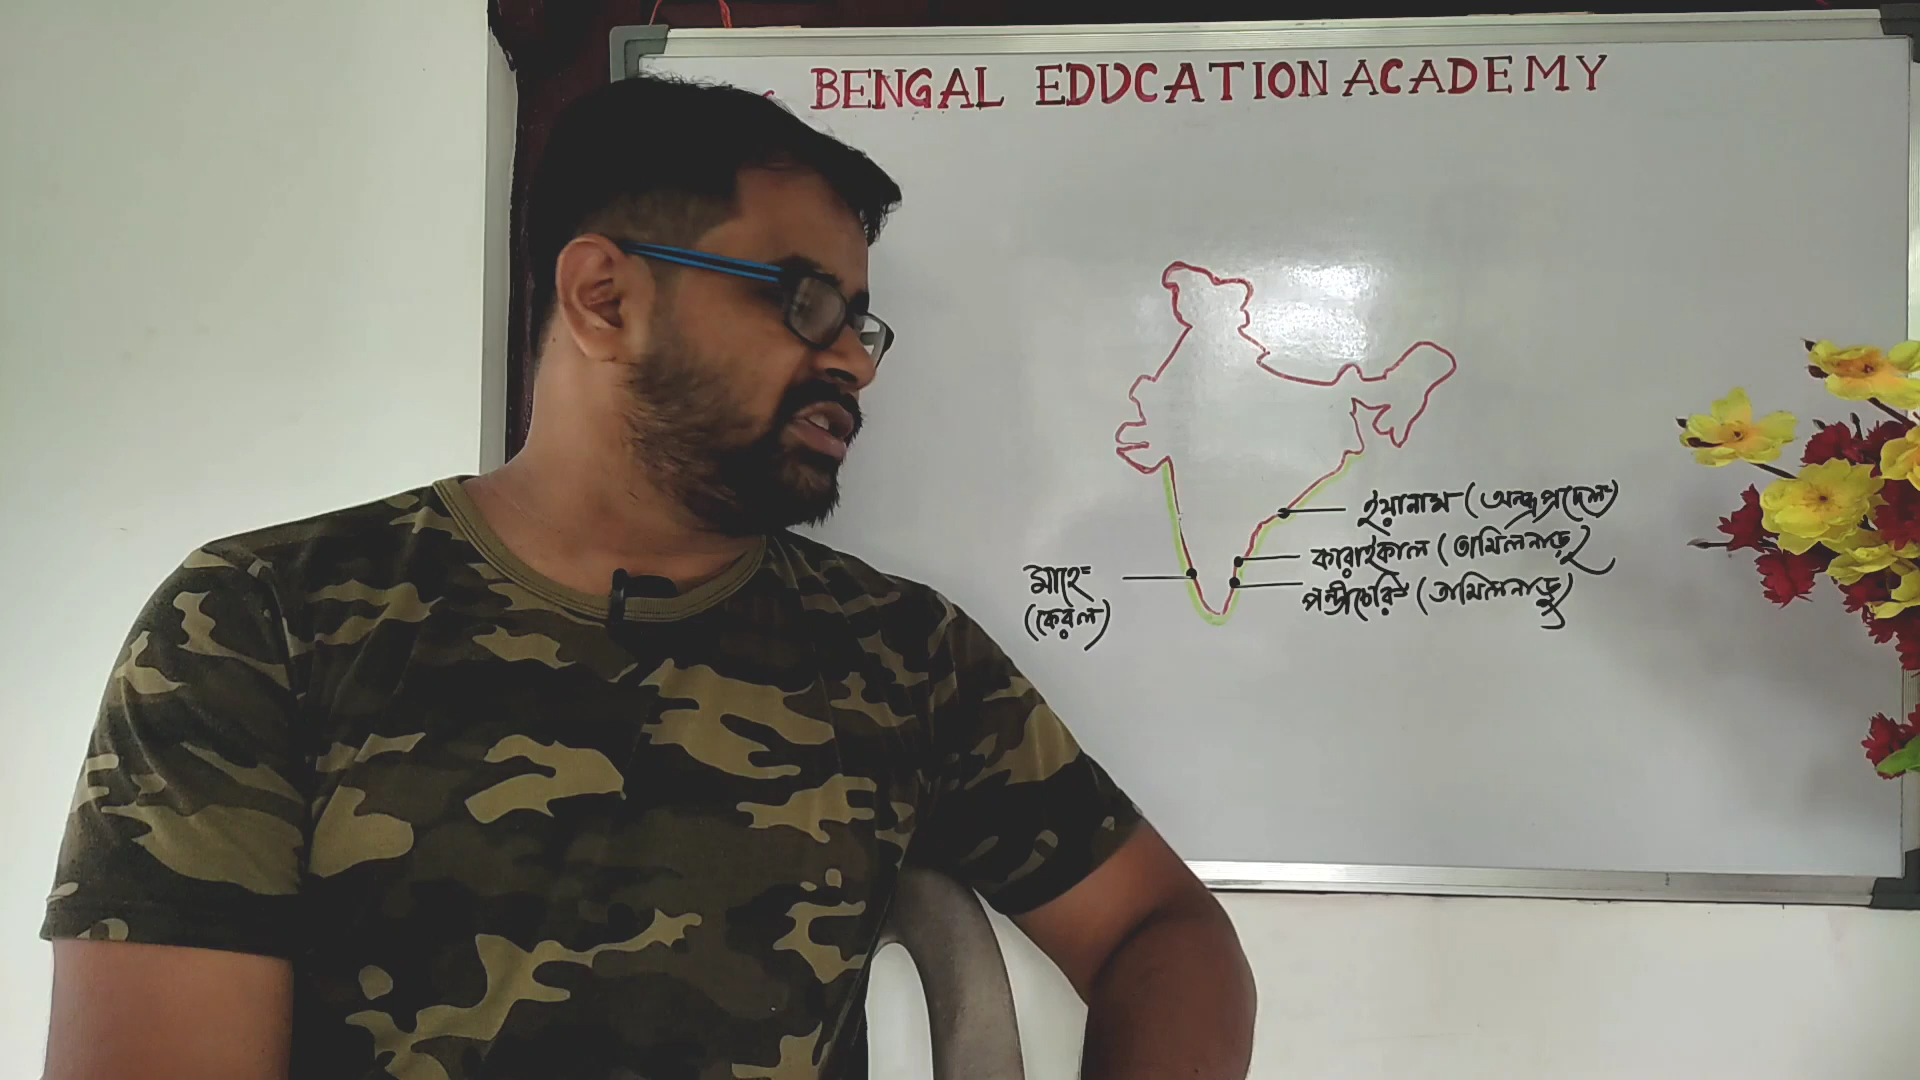 BENGAL EDUCATION ACADEMY
ইয়ানাম (অন্ধ্রপ্রদেশ)
কারাইকাল (তামিলনাড়ু)
পন্ডীচেরি (তামিলনাড়ু)
মাহে
(কেরল)